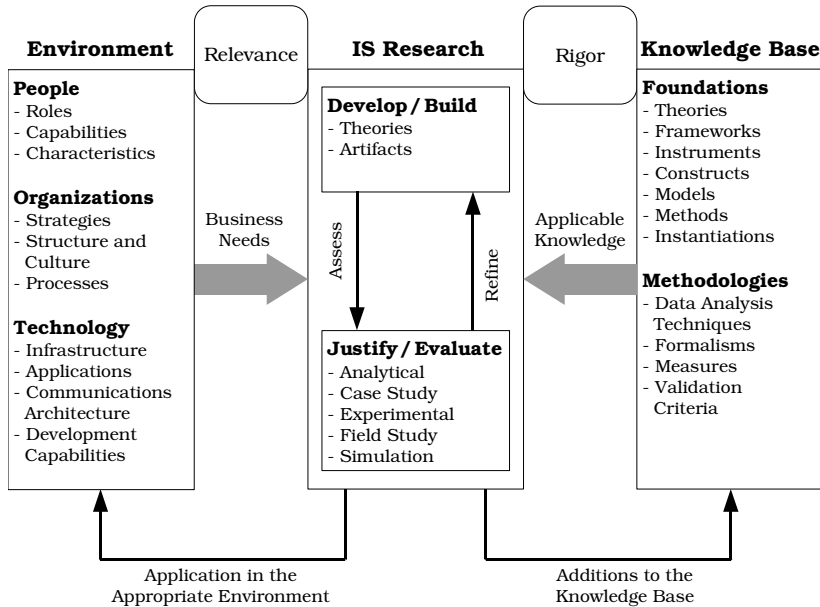 Environment
Relevance
IS Research
Rigor
Knowledge Base
People
- Roles
- Capabilities
- Characteristics
Organizations
- Strategies
- Structure and
Culture
- Processes
Technology
- Infrastructure
- Applications
- Communications
Architecture
- Development
Capabilities
Business
Needs
Develop / Build
- Theories
- Artifacts
Assess
Refine
Justify / Evaluate
- Analytical
- Case Study
- Experimental
- Field Study
- Simulation
Applicable
Knowledge
Foundations
- Theories
- Frameworks
- Instruments
- Constructs
- Models
- Methods
- Instantiations
Methodologies
- Data Analysis
Techniques
- Formalisms
- Measures
- Validation
Criteria
Application in the
Appropriate Environment
Additions to the
Knowledge Base